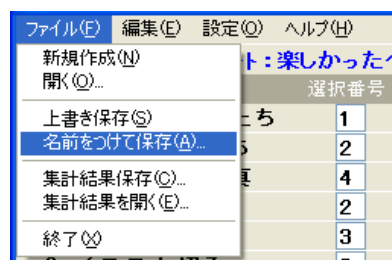 ファイル(F) 編集(E) 設定(O) ヘルプ(H)
新規作成(N)
開く(O)...
ト：楽しかった
選択番号
上書き保存(S)
たち
1
名前をつけて保存(A)...
2
集計結果保存(C)...
4
集計結果を開く(E)...
2
終了(X)
3